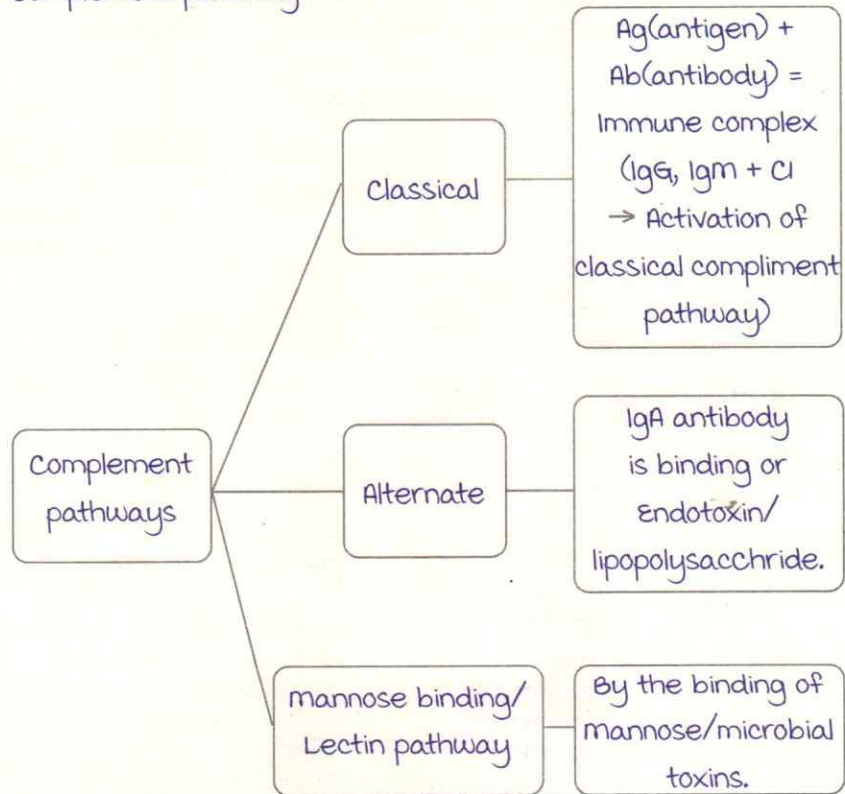 Complement
pathways
Classical
Ag(antigen) +
Ab(antibody) =
Immune complex
(IgG, Igm + C1
→ Activation of
classical compliment
pathway)
Alternate
IgA antibody
is binding or
Endotoxin/
lipopolysacchride.
mannose binding/
Lectin pathway
By the binding of
mannose/microbial
toxins.